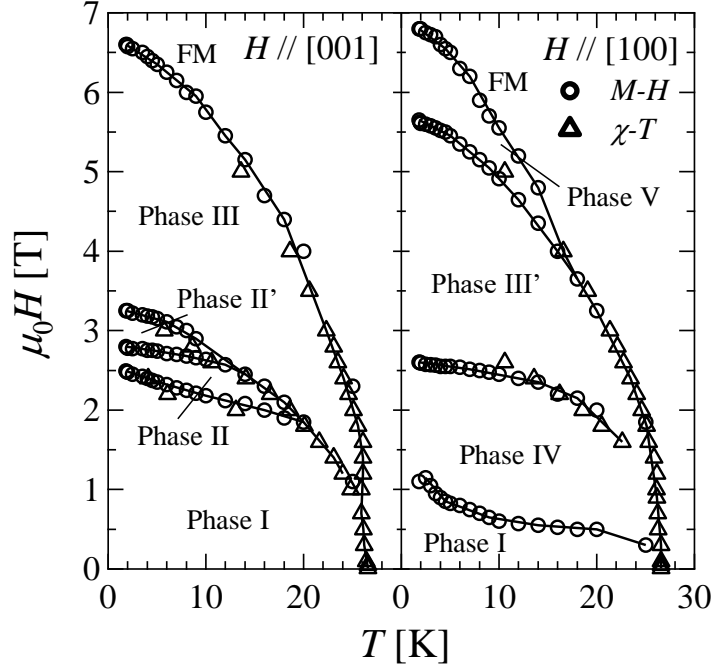 μ₀H [T]
7
6
5
4
3
2
1
0
FM
H // [001]
Phase III
Phase II’
Phase II
Phase I
0
10
20
FM
H // [100]
M-H
χ-T
Phase V
Phase III’
Phase IV
Phase I
0
10
20
30
T [K]